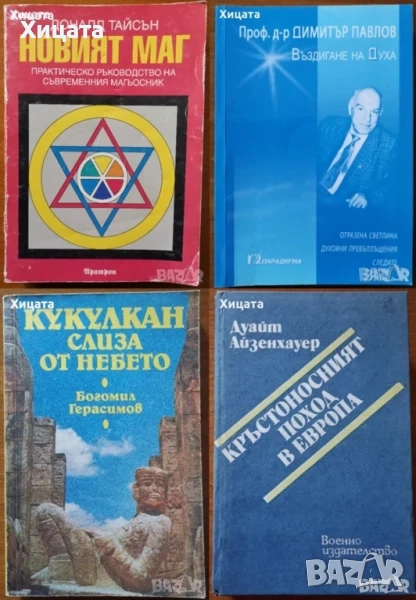 Хицата
ДОНАЛД ТАЙСЪН
НОВИЯТ МАГ
ПРАКТИЧЕСКО РЪКОВОДСТВО НА
СЪВРЕМЕННИЯ МАГЬОСНИК
Аратрон
BAZAR
Хицата
Проф. д-р ДИМИТЪР ПАВЛОВ
ВЪЗДИГАНЕ НА ДУХА
ОТРАЗЕНА СВЕТЛИНА
ДУХОВНИ ПРЕВЪПЛЪЩЕНИЯ
СЛЕДИТЕ
ПАРАДИГМА
BAZAR
Хицата
КУКУЛКАН
СЛИЗА
ОТ НЕБЕТО
Богомил
Герасимов
BAZAR
Хицата
Дуайт
Айзенхауер
КРЪСТОНОСНИЯТ
ПОХОД
В ЕВРОПА
Военно
издателство
BAZAR